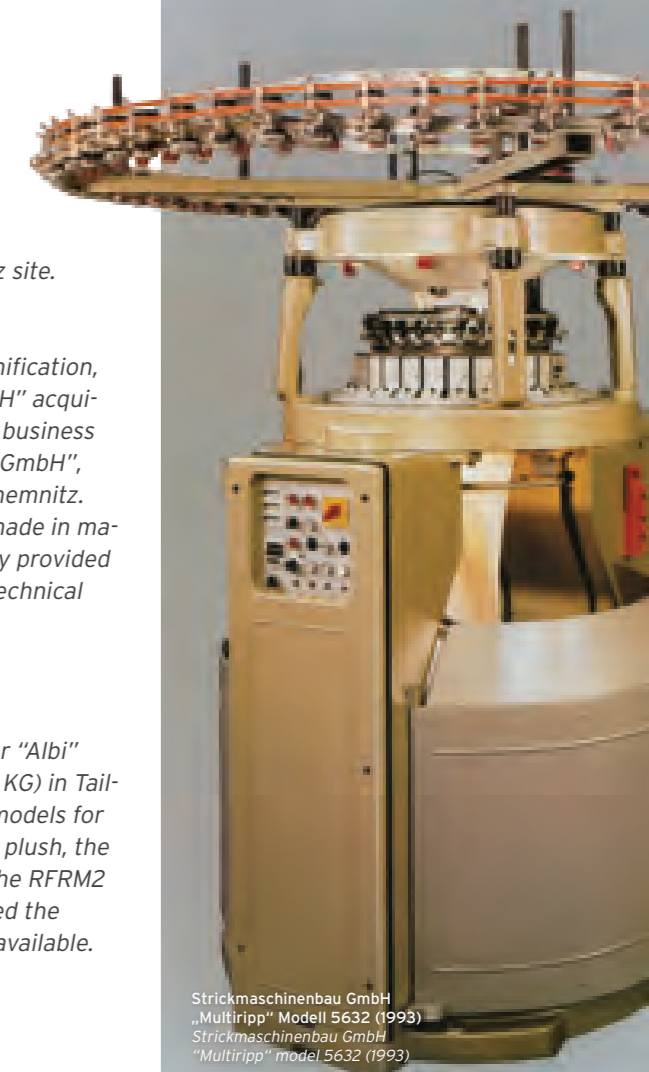 z site.
nification,
H” acqui-
business
GmbH”,
hemnitz.
made in ma-
y provided
echnical
r “Albi”
KG) in Tail-
models for
plush, the
he RFRM2
ed the
available.
Strickmaschinenbau GmbH
„Multiripp“ Modell 5632 (1993)
Strickmaschinenbau GmbH
“Multiripp” model 5632 (1993)